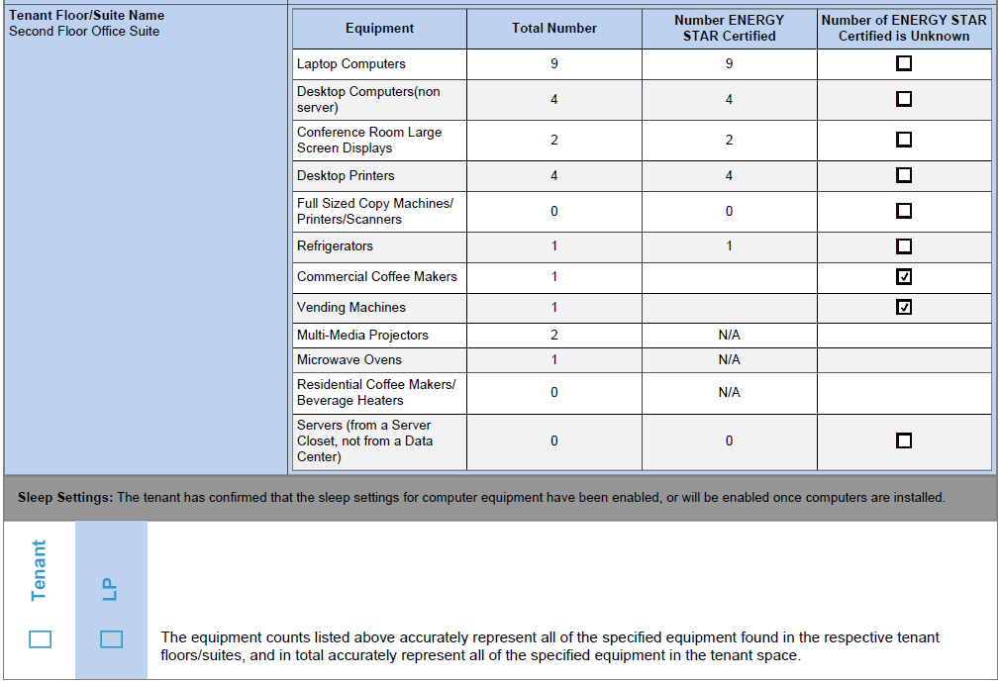 Tenant Floor/Suite Name
Second Floor Office Suite
Equipment Total Number Number ENERGY STAR Certified Number of ENERGY STAR Certified is Unknown
Laptop Computers 9 9
Desktop Computers(non server) 4 4
Conference Room Large Screen Displays 2 2
Desktop Printers 4 4
Full Sized Copy Machines/ Printers/Scanners 0 0
Refrigerators 1 1
Commercial Coffee Makers 1
Vending Machines 1
Multi-Media Projectors 2 N/A
Microwave Ovens 1 N/A
Residential Coffee Makers/ Beverage Heaters 0 N/A
Servers (from a Server Closet, not from a Data Center) 0 0
Sleep Settings: The tenant has confirmed that the sleep settings for computer equipment have been enabled, or will be enabled once computers are installed.
Tenant
LP
The equipment counts listed above accurately represent all of the specified equipment found in the respective tenant
floors/suites, and in total accurately represent all of the specified equipment in the tenant space.